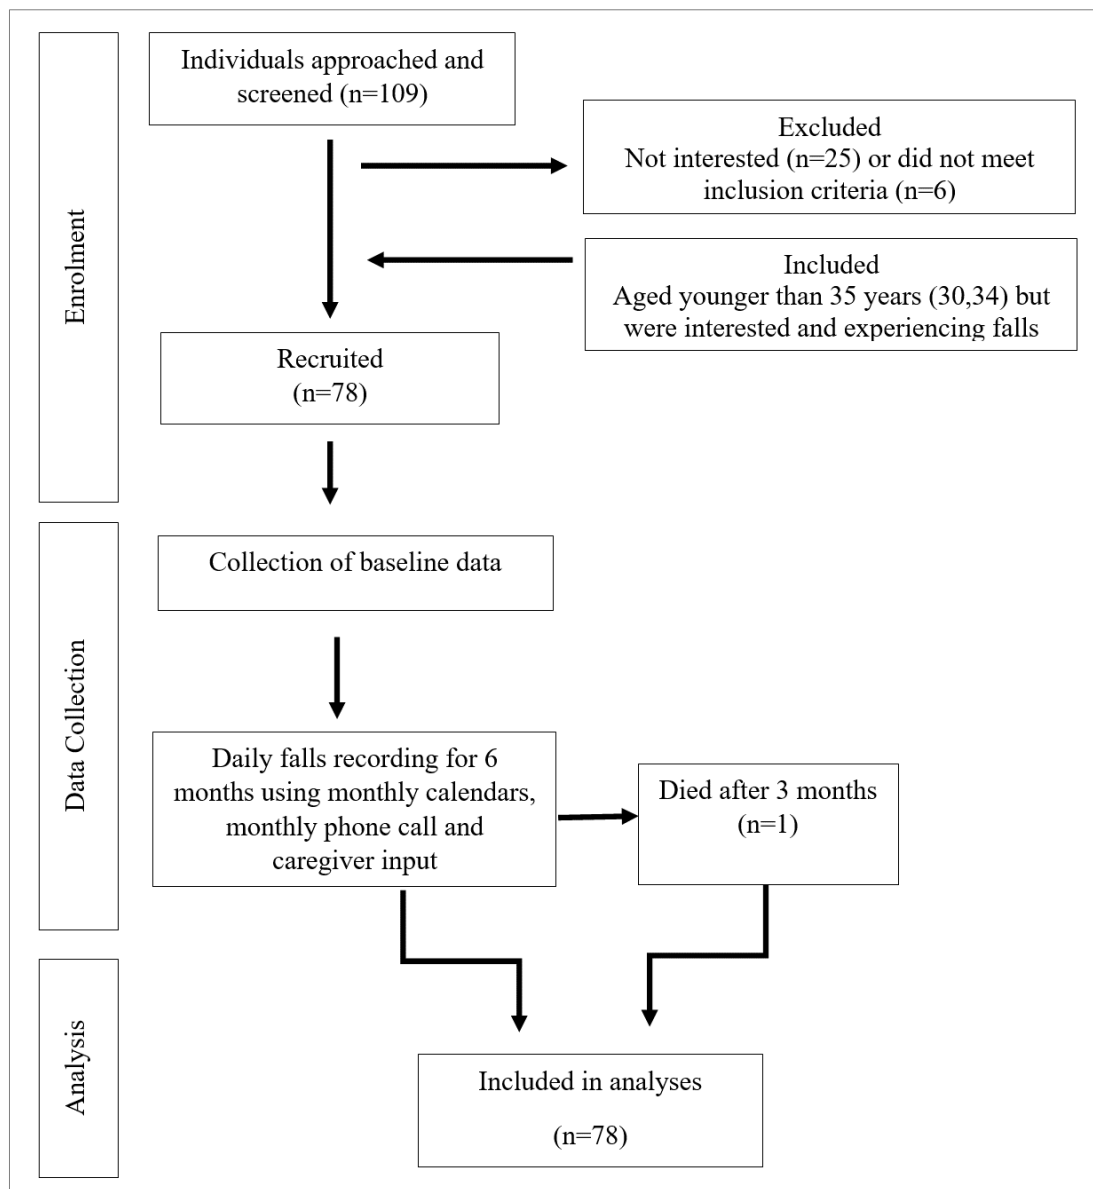 Enrolment
Individuals approached and
screened (n=109)
Excluded
Not interested (n=25) or did not meet
inclusion criteria (n=6)
Included
Aged younger than 35 years (30,34) but
were interested and experiencing falls
Recruited
(n=78)
Data Collection
Collection of baseline data
Daily falls recording for 6
months using monthly calendars,
monthly phone call and
caregiver input
Died after 3 months
(n=1)
Analysis
Included in analyses
(n=78)